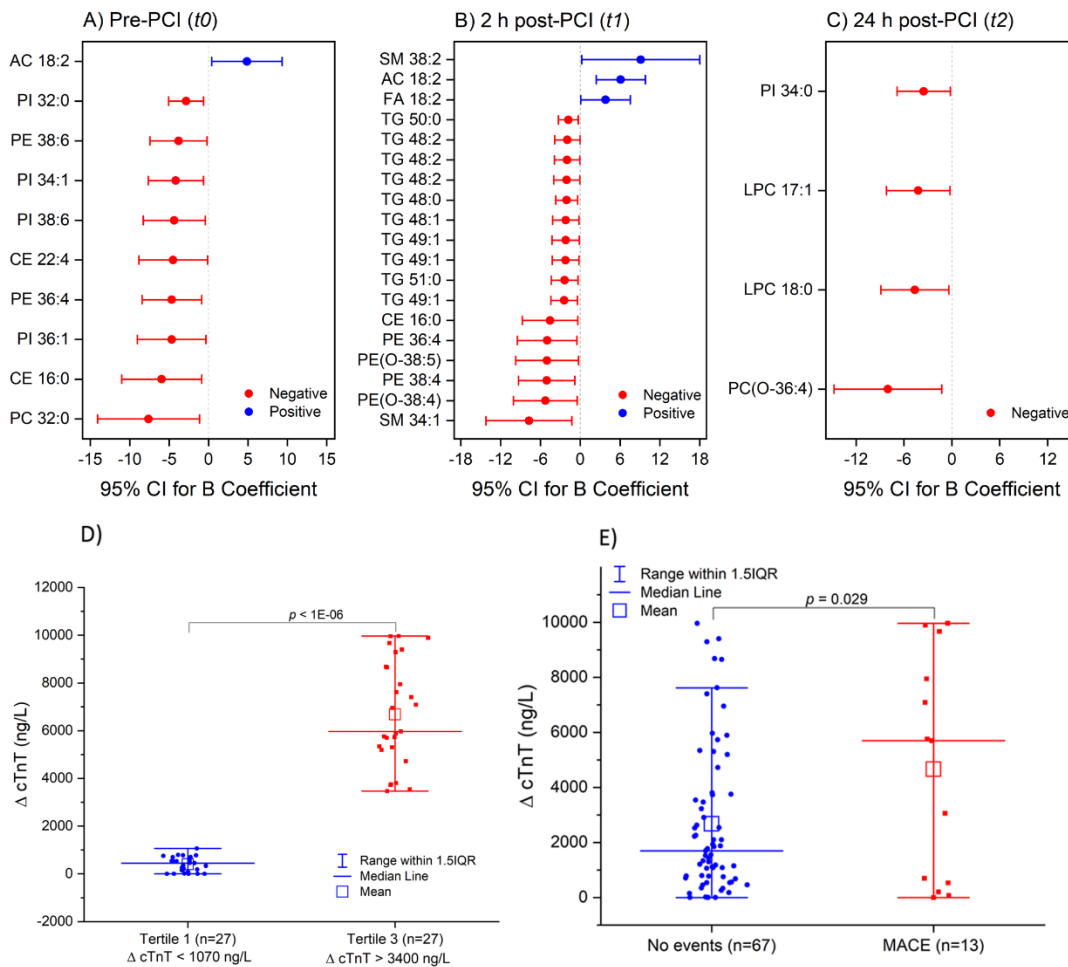 A) Pre-PCI (t0)
AC 18:2
PI 32:0
PE 38:6
PI 34:1
PI 38:6
CE 22:4
PE 36:4
PI 36:1
CE 16:0
PC 32:0
Negative
Positive
-15 -10 -5 0 5 10 15
95% CI for B Coefficient
B) 2 h post-PCI (t1)
SM 38:2
AC 18:2
FA 18:2
TG 50:0
TG 48:2
TG 48:2
TG 48:2
TG 48:0
TG 48:1
TG 49:1
TG 49:1
TG 51:0
TG 49:1
CE 16:0
PE 36:4
PE(O-38:5)
PE 38:4
PE(O-38:4)
SM 34:1
Negative
Positive
-18 -12 -6 0 6 12 18
95% CI for B Coefficient
C) 24 h post-PCI (t2)
PI 34:0
LPC 17:1
LPC 18:0
PC(O-36:4)
Negative
-12 -6 0 6 12
95% CI for B Coefficient
D)
12000
10000
8000
6000
4000
2000
0
-2000
Δ cTnT (ng/L)
p < 1E-06
Range within 1.5IQR
Median Line
Mean
Tertile 1 (n=27)
Δ cTnT < 1070 ng/L
Tertile 3 (n=27)
Δ cTnT > 3400 ng/L
E)
Range within 1.5IQR
Median Line
Mean
p = 0.029
10000
8000
6000
4000
2000
0
Δ cTnT (ng/L)
No events (n=67)
MACE (n=13)